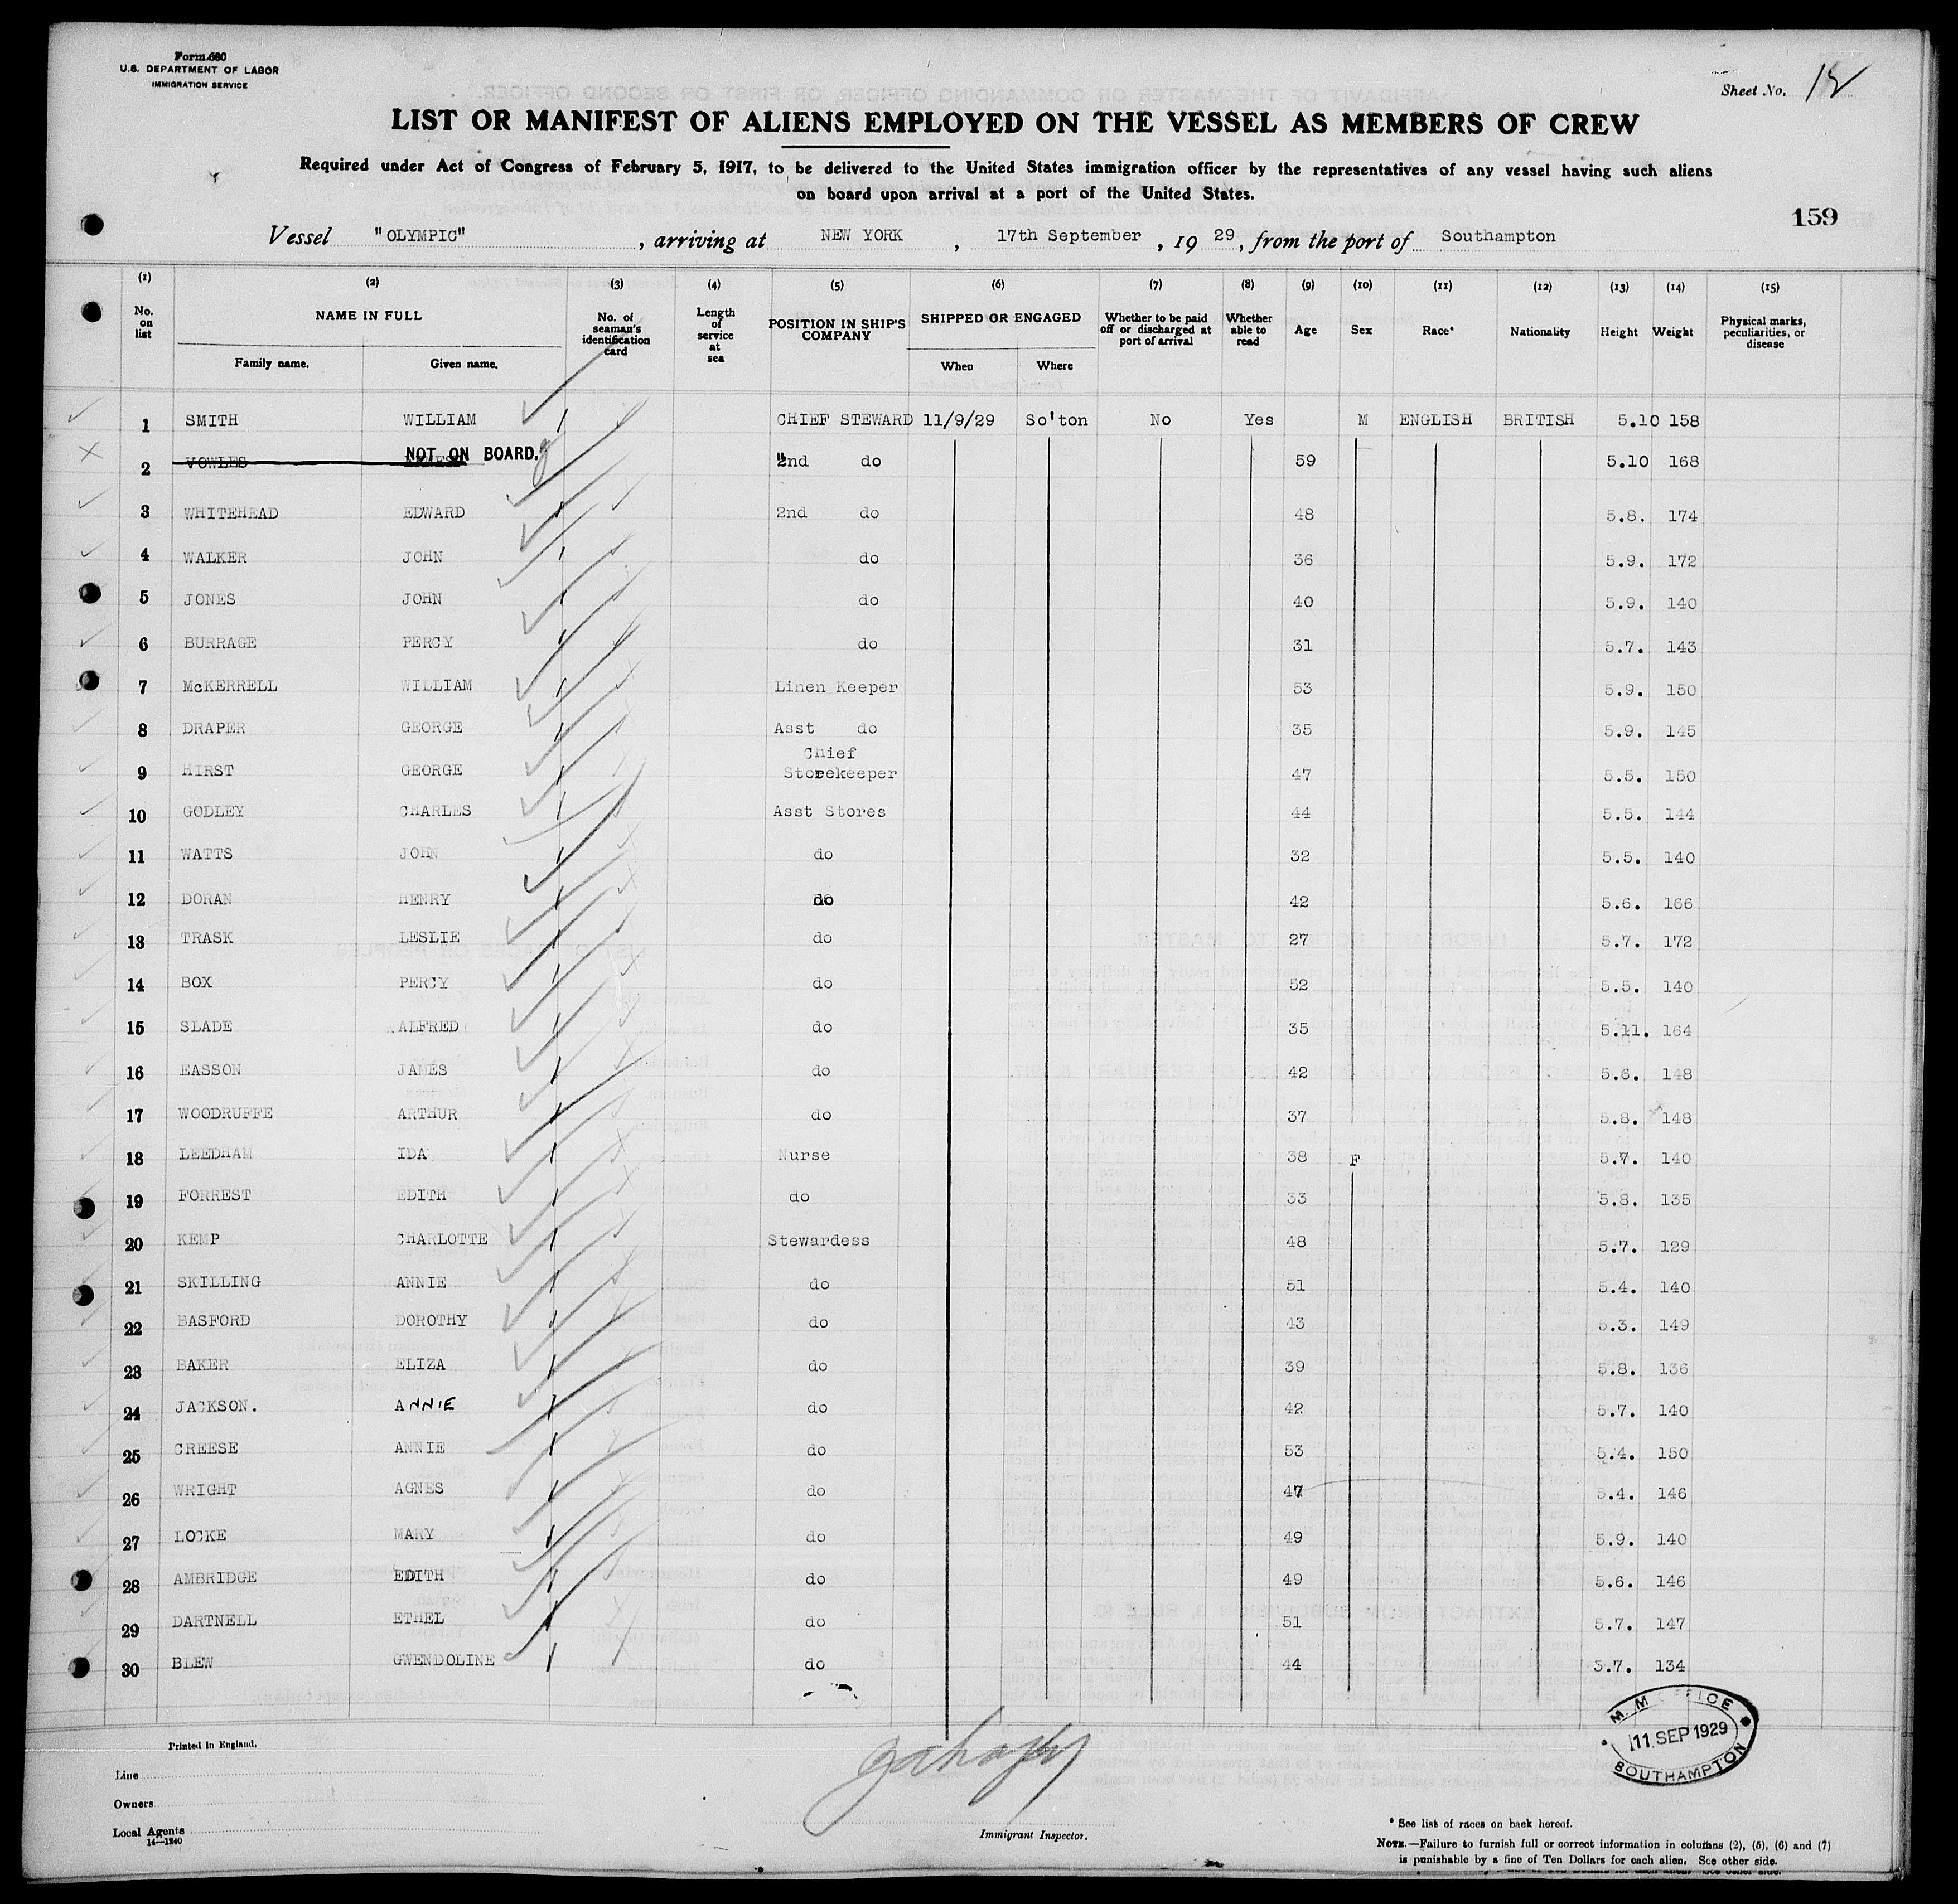 Form 680
U.S. DEPARTMENT OF LABOR
IMMIGRATION SERVICE
Sheet No. 12
LIST OR MANIFEST OF ALIENS EMPLOYED ON THE VESSEL AS MEMBERS OF CREW
Required under Act of Congress of February 5, 1917, to be delivered to the United States immigration officer by the representatives of any vessel having such aliens
on board upon arrival at a port of the United States.
159
Vessel "OLYMPIC", arriving at NEW YORK, 17th September, 1929, from the port of Southampton
(1) (2) (3) (4) (5) (6) (7) (8) (9) (10) (11) (12) (13) (14) (15)
No. on list NAME IN FULL Family name. Given name. No. of seaman's identification card Length of service at sea POSITION IN SHIP'S COMPANY SHIPPED OR ENGAGED When Where Whether to be paid off or discharged at port of arrival Whether able to read Age Sex Race* Nationality Height Weight Physical marks, peculiarities, or disease
1 SMITH WILLIAM CHIEF STEWARD 11/9/29 So'ton No Yes M ENGLISH BRITISH 5.10 158
2 VOWLES NOT ON BOARD. 2nd do 59 5.10 168
3 WHITEHEAD EDWARD 2nd do 48 5.8. 174
4 WALKER JOHN do 36 5.9. 172
5 JONES JOHN do 40 5.9. 140
6 BURRAGE PERCY do 31 5.7. 143
7 McKERRELL WILLIAM Linen Keeper 53 5.9. 150
8 DRAPER GEORGE Asst do 35 5.9. 145
9 HIRST GEORGE Chief Storekeeper 47 5.5. 150
10 GODLEY CHARLES Asst Stores 44 5.5. 144
11 WATTS JOHN do 32 5.5. 140
12 DORAN HENRY do 42 5.6. 166
13 TRASK LESLIE do 27 5.7. 172
14 BOX PERCY do 52 5.5. 140
15 SLADE ALFRED do 35 5.11. 164
16 EASSON JAMES do 42 5.6. 148
17 WOODRUFFE ARTHUR do 37 5.8. 148
18 LEEDHAM IDA Nurse 38 F 5.7. 140
19 FORREST EDITH do 33 5.8. 135
20 KEMP CHARLOTTE Stewardess 48 5.7. 129
21 SKILLING ANNIE do 51 5.4. 140
22 BASFORD DOROTHY do 43 5.3. 149
23 BAKER ELIZA do 39 5.8. 136
24 JACKSON. ANNIE do 42 5.7. 140
25 CREESE ANNIE do 53 5.4. 150
26 WRIGHT AGNES do 47 5.4. 146
27 LOCKE MARY do 49 5.9. 140
28 AMBRIDGE EDITH do 49 5.6. 146
29 DARTNELL ETHEL do 51 5.7. 147
30 BLEW GWENDOLINE do 44 5.7. 134
M. M. OFFICE
11 SEP 1929
SOUTHAMPTON
Printed in England.
Line
Owners
Local Agents
14—1240
Immigrant Inspector.
* See list of races on back hereof.
NOTE.—Failure to furnish full or correct information in columns (2), (5), (6) and (7)
is punishable by a fine of Ten Dollars for each alien. See other side.